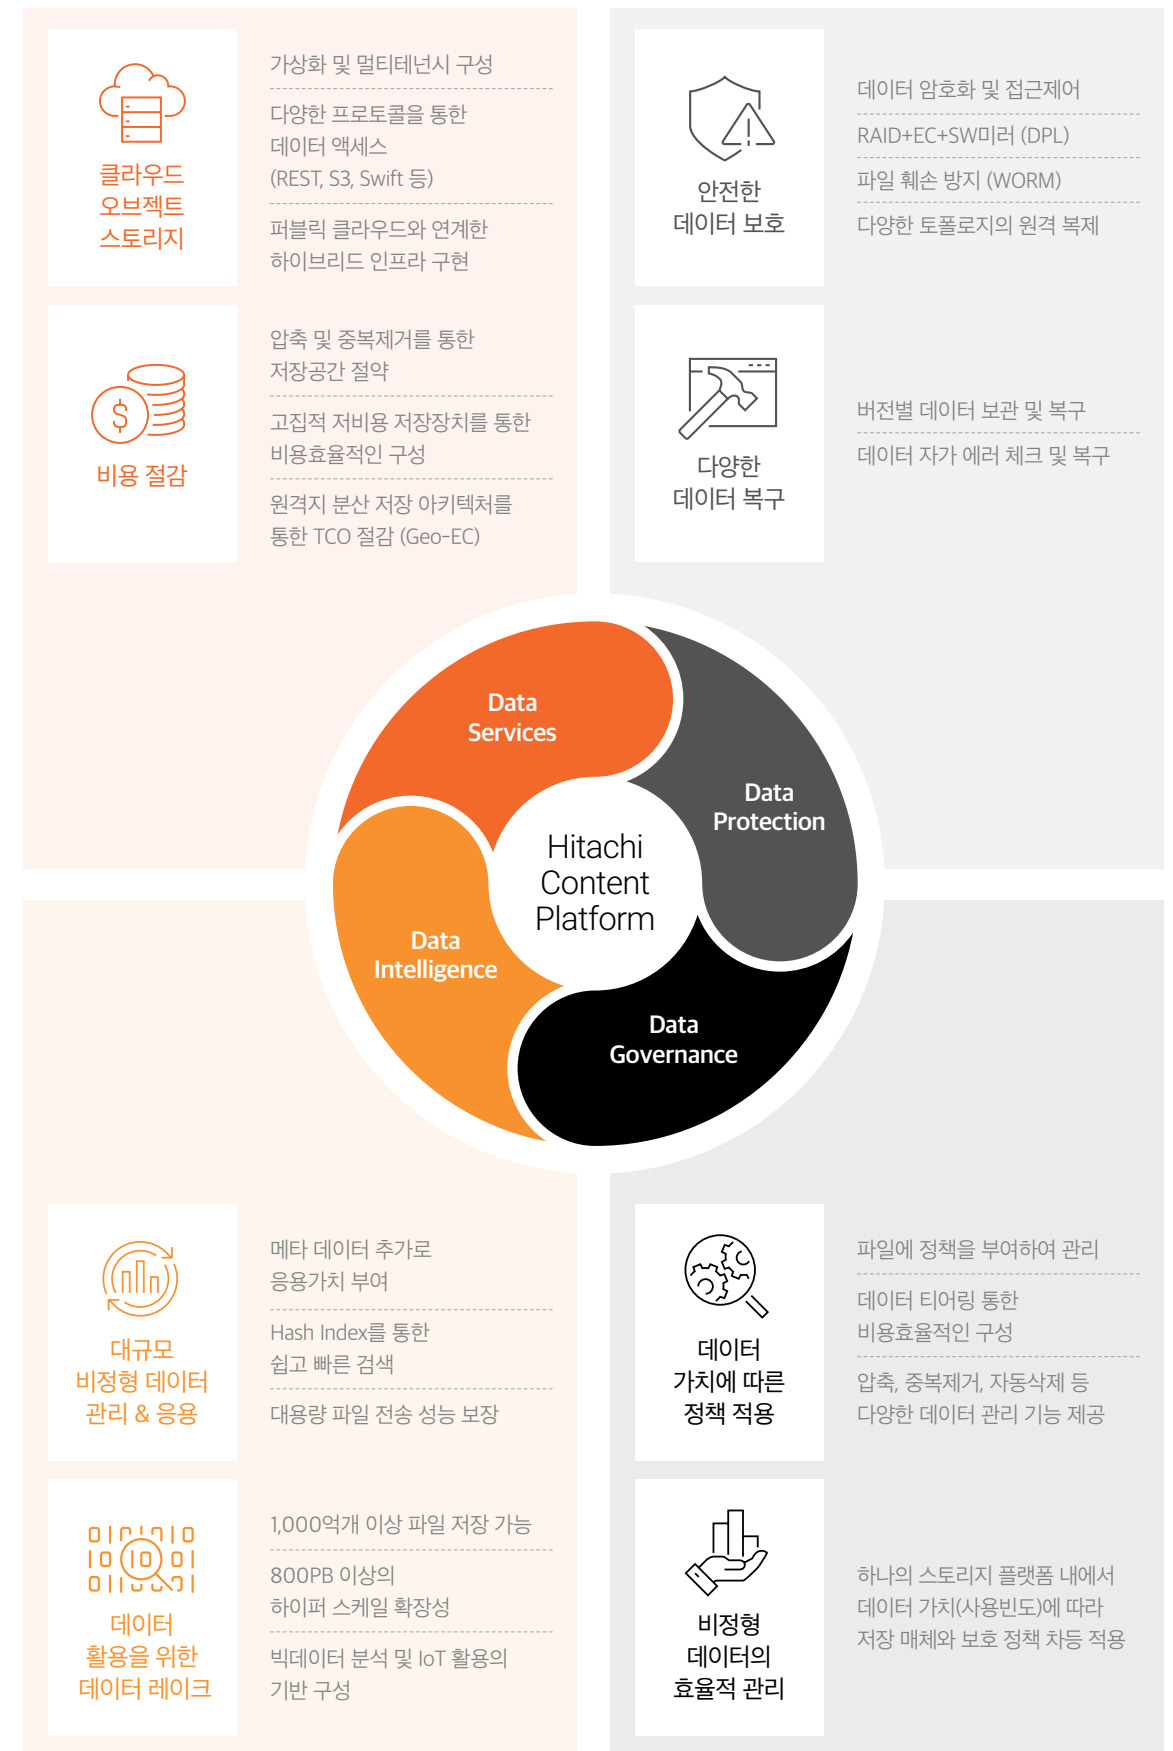 클라우드
오브젝트
스토리지
가상화 및 멀티테넌시 구성
다양한 프로토콜을 통한
데이터 액세스
(REST, S3, Swift 등)
퍼블릭 클라우드와 연계한
하이브리드 인프라 구현
비용 절감
압축 및 중복제거를 통한
저장공간 절약
고집적 저비용 저장장치를 통한
비용효율적인 구성
원격지 분산 저장 아키텍처를
통한 TCO 절감 (Geo-EC)
안전한
데이터 보호
데이터 암호화 및 접근제어
RAID+EC+SW미러 (DPL)
파일 훼손 방지 (WORM)
다양한 토폴로지의 원격 복제
다양한
데이터 복구
버전별 데이터 보관 및 복구
데이터 자가 에러 체크 및 복구
Data
Services
Data
Protection
Hitachi
Content
Platform
Data
Intelligence
Data
Governance
대규모
비정형 데이터
관리 & 응용
메타 데이터 추가로
응용가치 부여
Hash Index를 통한
쉽고 빠른 검색
대용량 파일 전송 성능 보장
데이터
활용을 위한
데이터 레이크
1,000억개 이상 파일 저장 가능
800PB 이상의
하이퍼 스케일 확장성
빅데이터 분석 및 IoT 활용의
기반 구성
데이터
가치에 따른
정책 적용
파일에 정책을 부여하여 관리
데이터 티어링 통한
비용효율적인 구성
압축, 중복제거, 자동삭제 등
다양한 데이터 관리 기능 제공
비정형
데이터의
효율적 관리
하나의 스토리지 플랫폼 내에서
데이터 가치(사용빈도)에 따라
저장 매체와 보호 정책 차등 적용